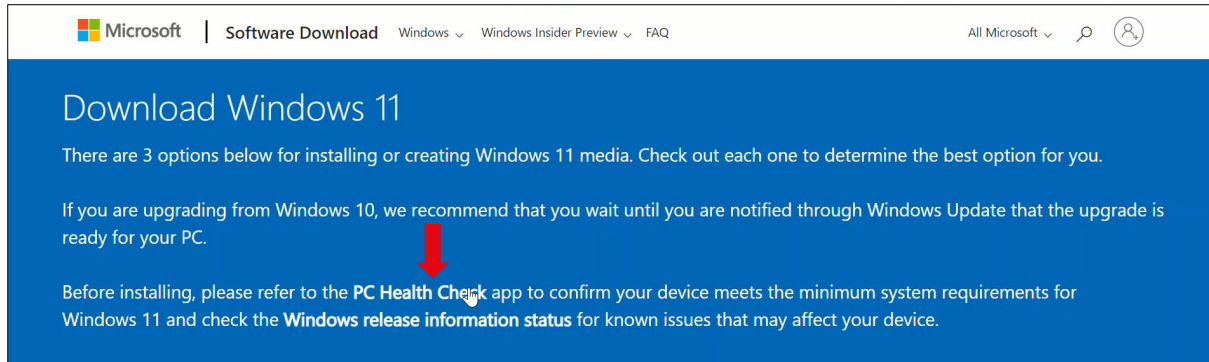 Microsoft | Software Download Windows Windows Insider Preview FAQ All Microsoft
Download Windows 11
There are 3 options below for installing or creating Windows 11 media. Check out each one to determine the best option for you.
If you are upgrading from Windows 10, we recommend that you wait until you are notified through Windows Update that the upgrade is
ready for your PC.
Before installing, please refer to the PC Health Check app to confirm your device meets the minimum system requirements for
Windows 11 and check the Windows release information status for known issues that may affect your device.